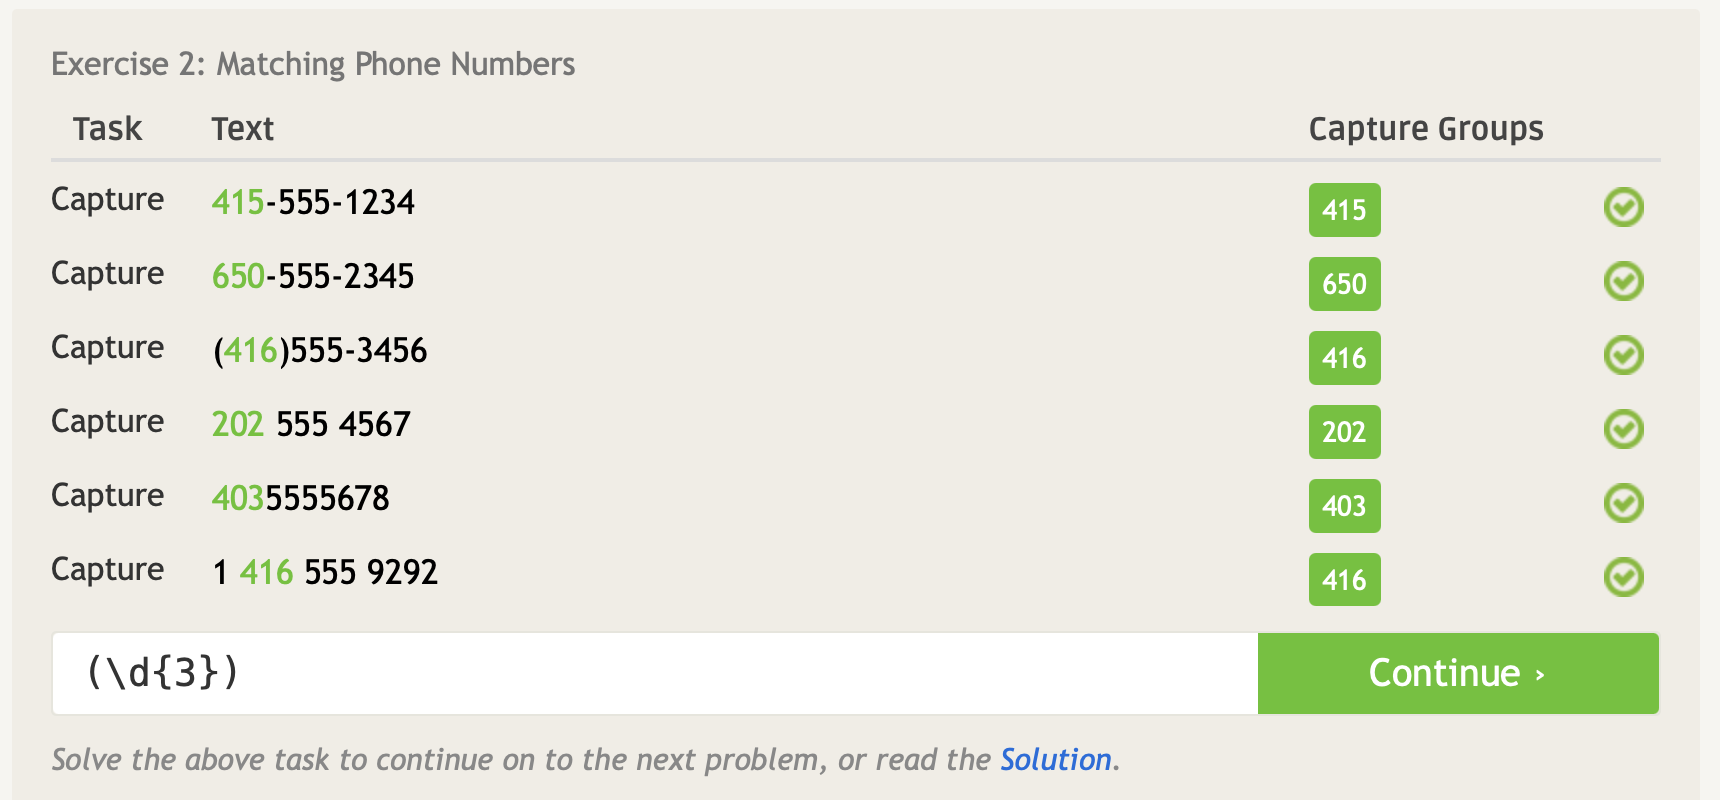 Exercise 2: Matching Phone Numbers
Task Text Capture Groups
Capture 415-555-1234 415
Capture 650-555-2345 650
Capture (416)555-3456 416
Capture 202 555 4567 202
Capture 4035555678 403
Capture 1 416 555 9292 416
(\d{3}) Continue ›
Solve the above task to continue on to the next problem, or read the Solution.